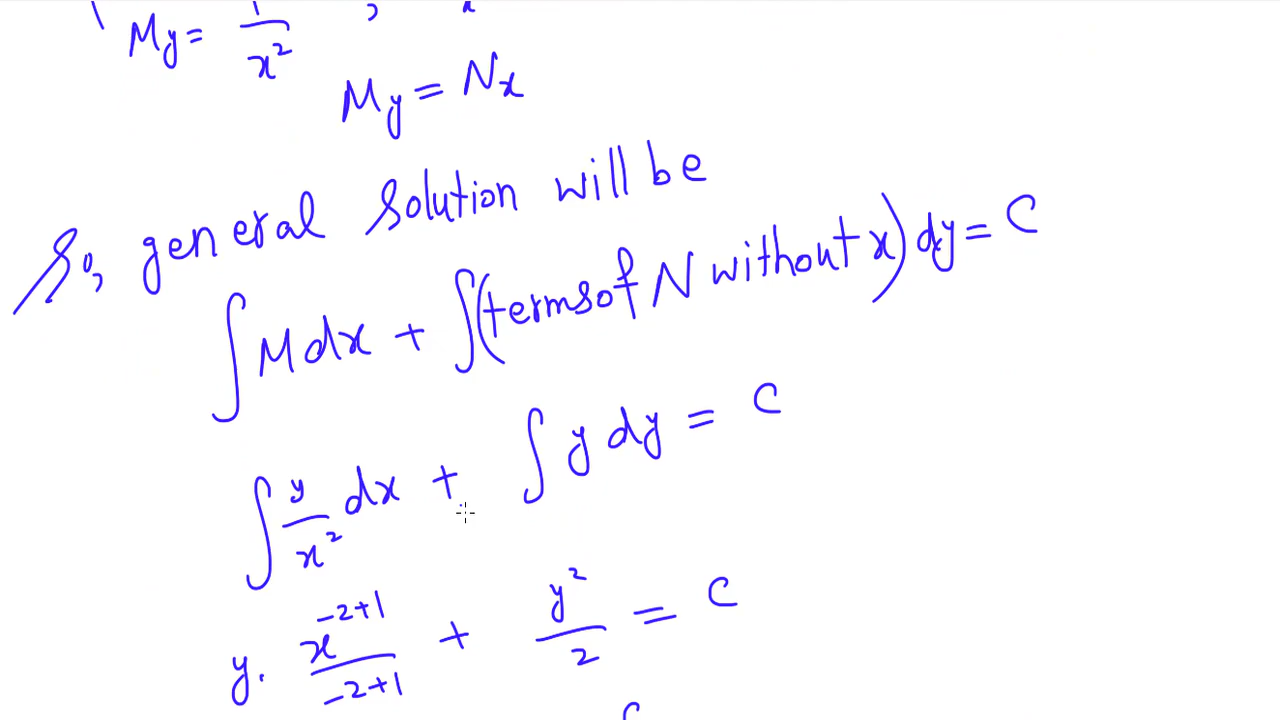 My = 1/x² ,
My = Nx
So, general solution will be
∫ M dx + ∫(terms of N without x) dy = C
∫ y/x² dx + ∫ y dy = C
y. x^(-2+1)/(-2+1) + y²/2 = C